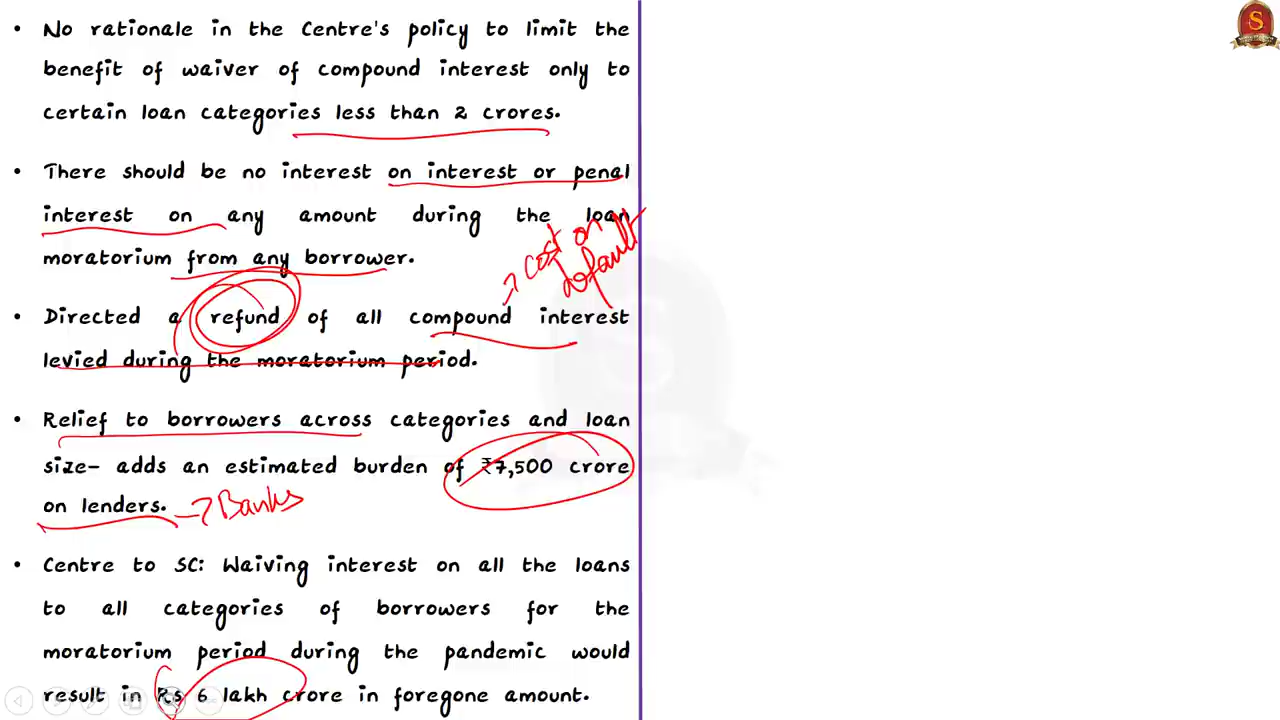 • No rationale in the Centre's policy to limit the
benefit of waiver of compound interest only to
certain loan categories less than 2 crores.
• There should be no interest on interest or penal
interest on any amount during the loan
moratorium from any borrower.
→ cost on
default
• Directed a refund of all compound interest
levied during the moratorium period.
• Relief to borrowers across categories and loan
size- adds an estimated burden of ₹7,500 crore
on lenders. → Banks
• Centre to SC: Waiving interest on all the loans
to all categories of borrowers for the
moratorium period during the pandemic would
result in Rs 6 lakh crore in foregone amount.
S